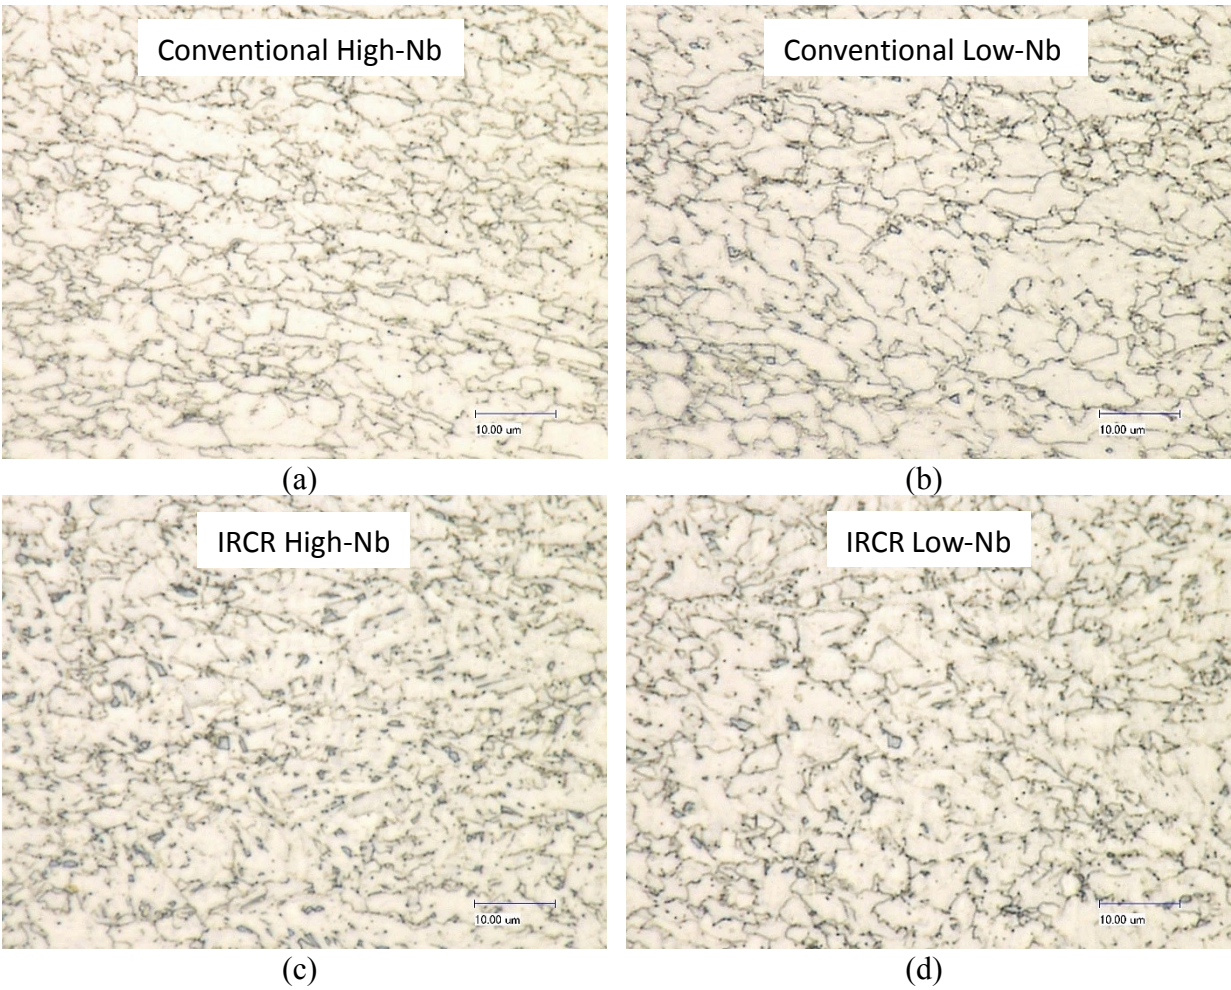 Conventional High-Nb
Conventional Low-Nb
10.00 um
10.00 um
(a)
(b)
IRCR High-Nb
IRCR Low-Nb
10.00 um
10.00 um
(c)
(d)